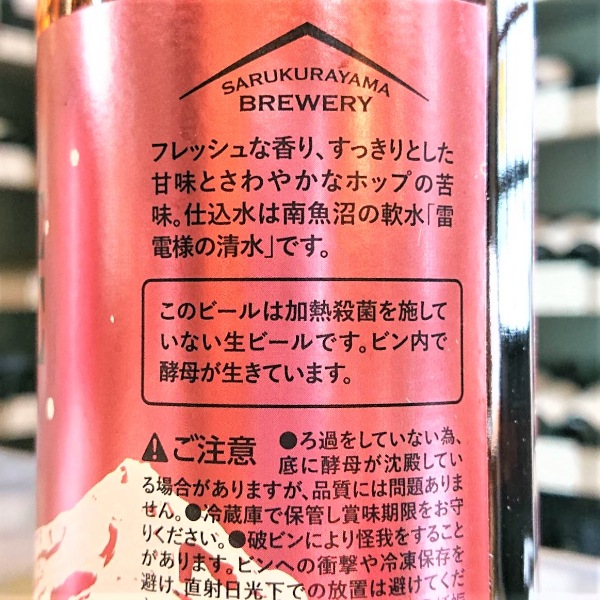 SARUKURAYAMA
BREWERY
フレッシュな香り、すっきりとした
甘味とさわやかなホップの苦
味。仕込水は南魚沼の軟水「雷
電様の清水」です。
このビールは加熱殺菌を施して
いない生ビールです。ビン内で
酵母が生きています。
⚠ご注意 ●ろ過をしていない為、
底に酵母が沈殿してい
る場合がありますが、品質には問題ありま
せん。●冷蔵庫で保管し賞味期限をお守
りください。●破ビンにより怪我をすること
があります。ビンへの衝撃や冷凍保存を
避け、直射日光下での放置は避けてくだ